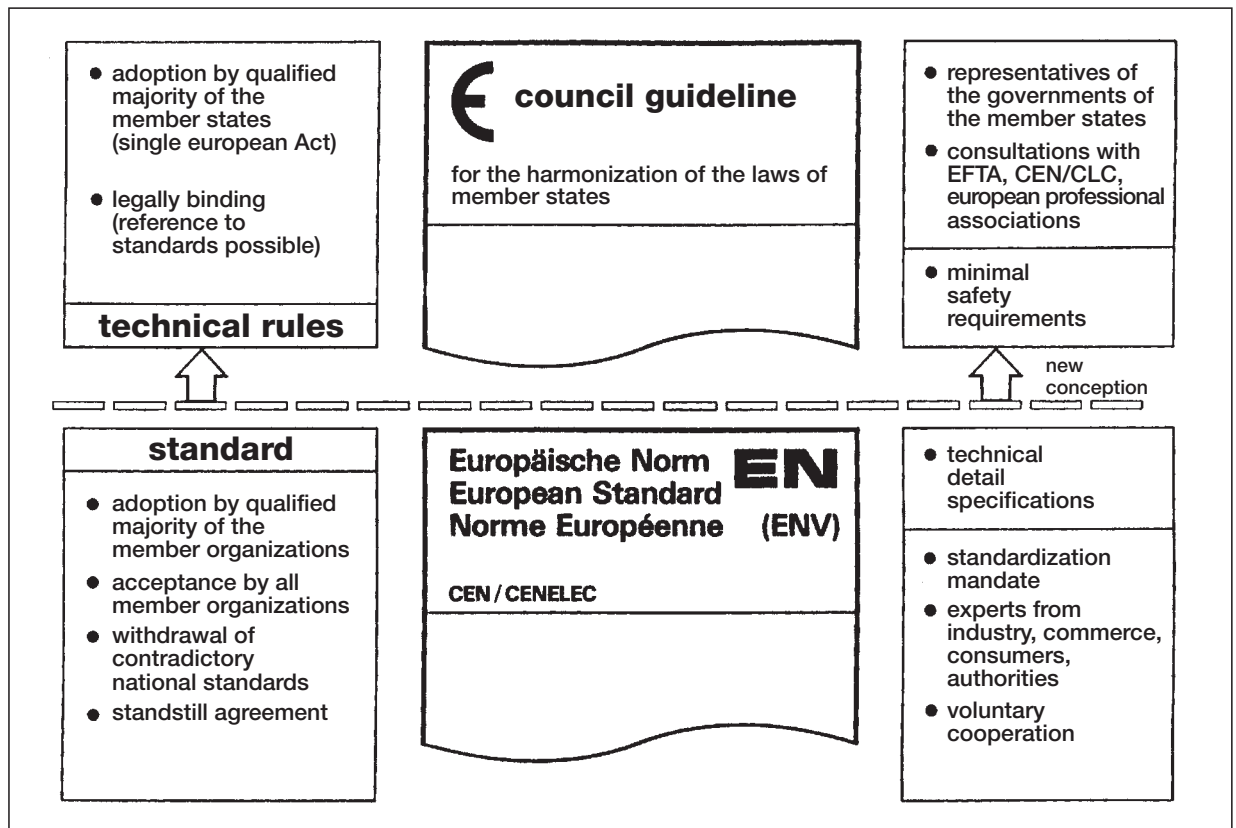 ● adoption by qualified
majority of the
member states
(single european Act)
● legally binding
(reference to
standards possible)
technical rules
Є council guideline
for the harmonization of the laws of
member states
● representatives of
the governments of
the member states
● consultations with
EFTA, CEN/CLC,
european professional
associations
● minimal
safety
requirements
new
conception
standard
● adoption by qualified
majority of the
member organizations
● acceptance by all
member organizations
● withdrawal of
contradictory
national standards
● standstill agreement
Europäische Norm EN
European Standard
Norme Européenne (ENV)
CEN / CENELEC
● technical
detail
specifications
● standardization
mandate
● experts from
industry, commerce,
consumers,
authorities
● voluntary
cooperation